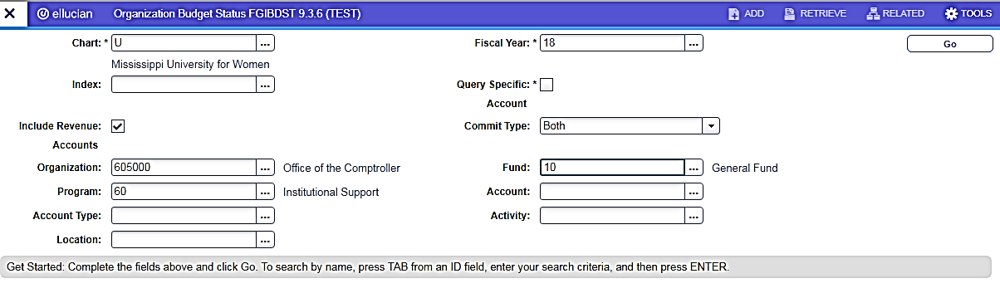 ✕ ellucian Organization Budget Status FGIBDST 9.3.6 (TEST) ADD RETRIEVE RELATED TOOLS
Chart: * U ... Fiscal Year: * 18 ... Go
Mississippi University for Women
Index: ... Query Specific: *
Account
Include Revenue: Commit Type: Both
Accounts
Organization: 605000 ... Office of the Comptroller Fund: 10 ... General Fund
Program: 60 ... Institutional Support Account: ...
Account Type: ... Activity: ...
Location: ...
Get Started: Complete the fields above and click Go. To search by name, press TAB from an ID field, enter your search criteria, and then press ENTER.